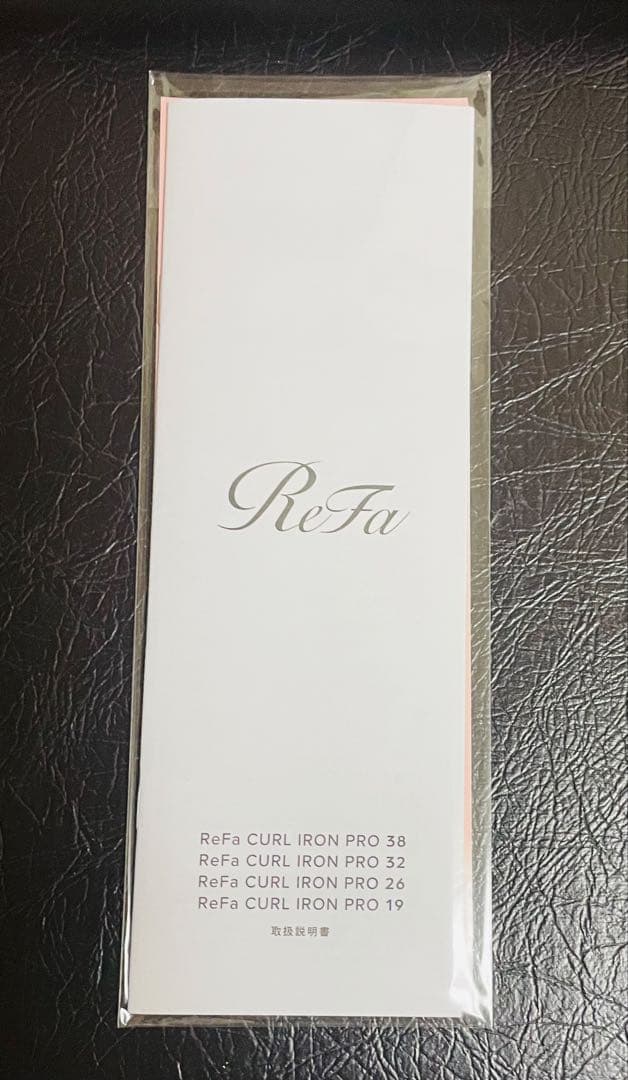 ReFa
ReFa CURL IRON PRO 38
ReFa CURL IRON PRO 32
ReFa CURL IRON PRO 26
ReFa CURL IRON PRO 19
取扱説明書